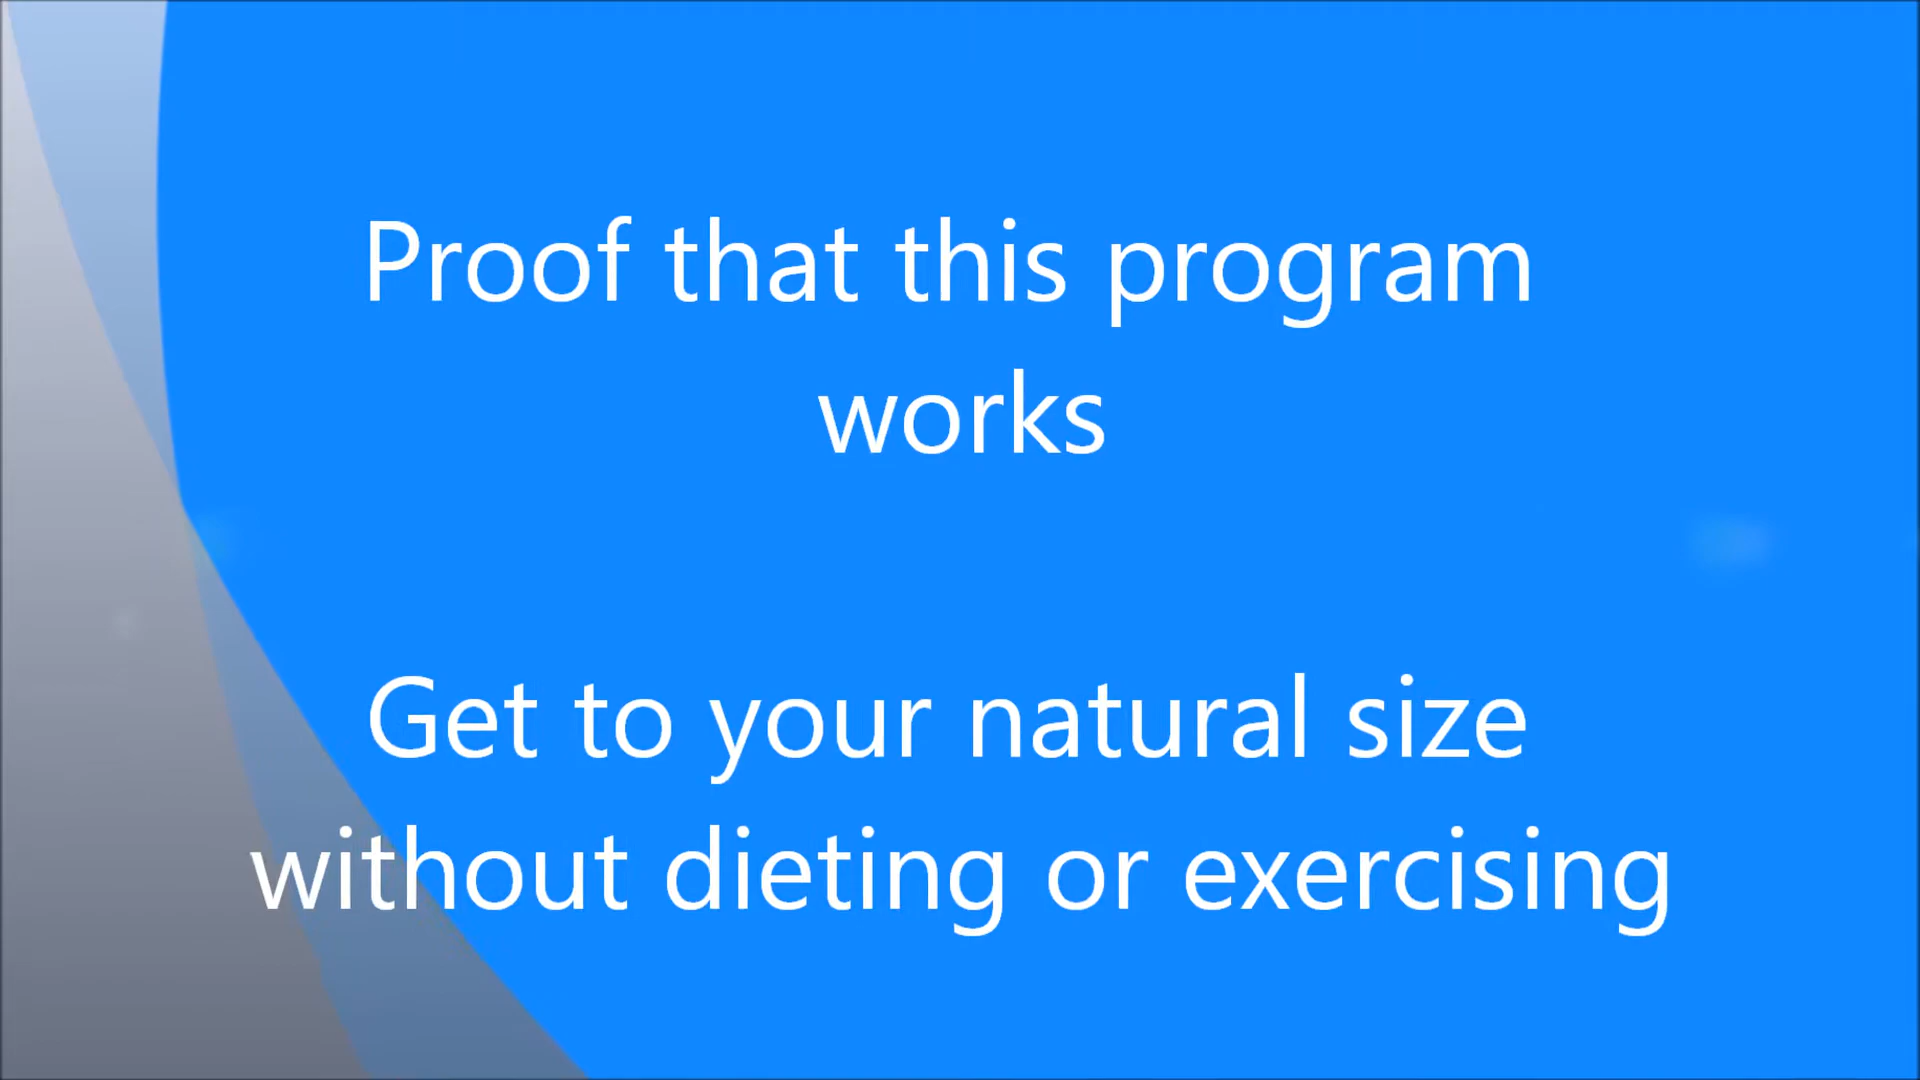 Proof that this program
works
Get to your natural size
without dieting or exercising